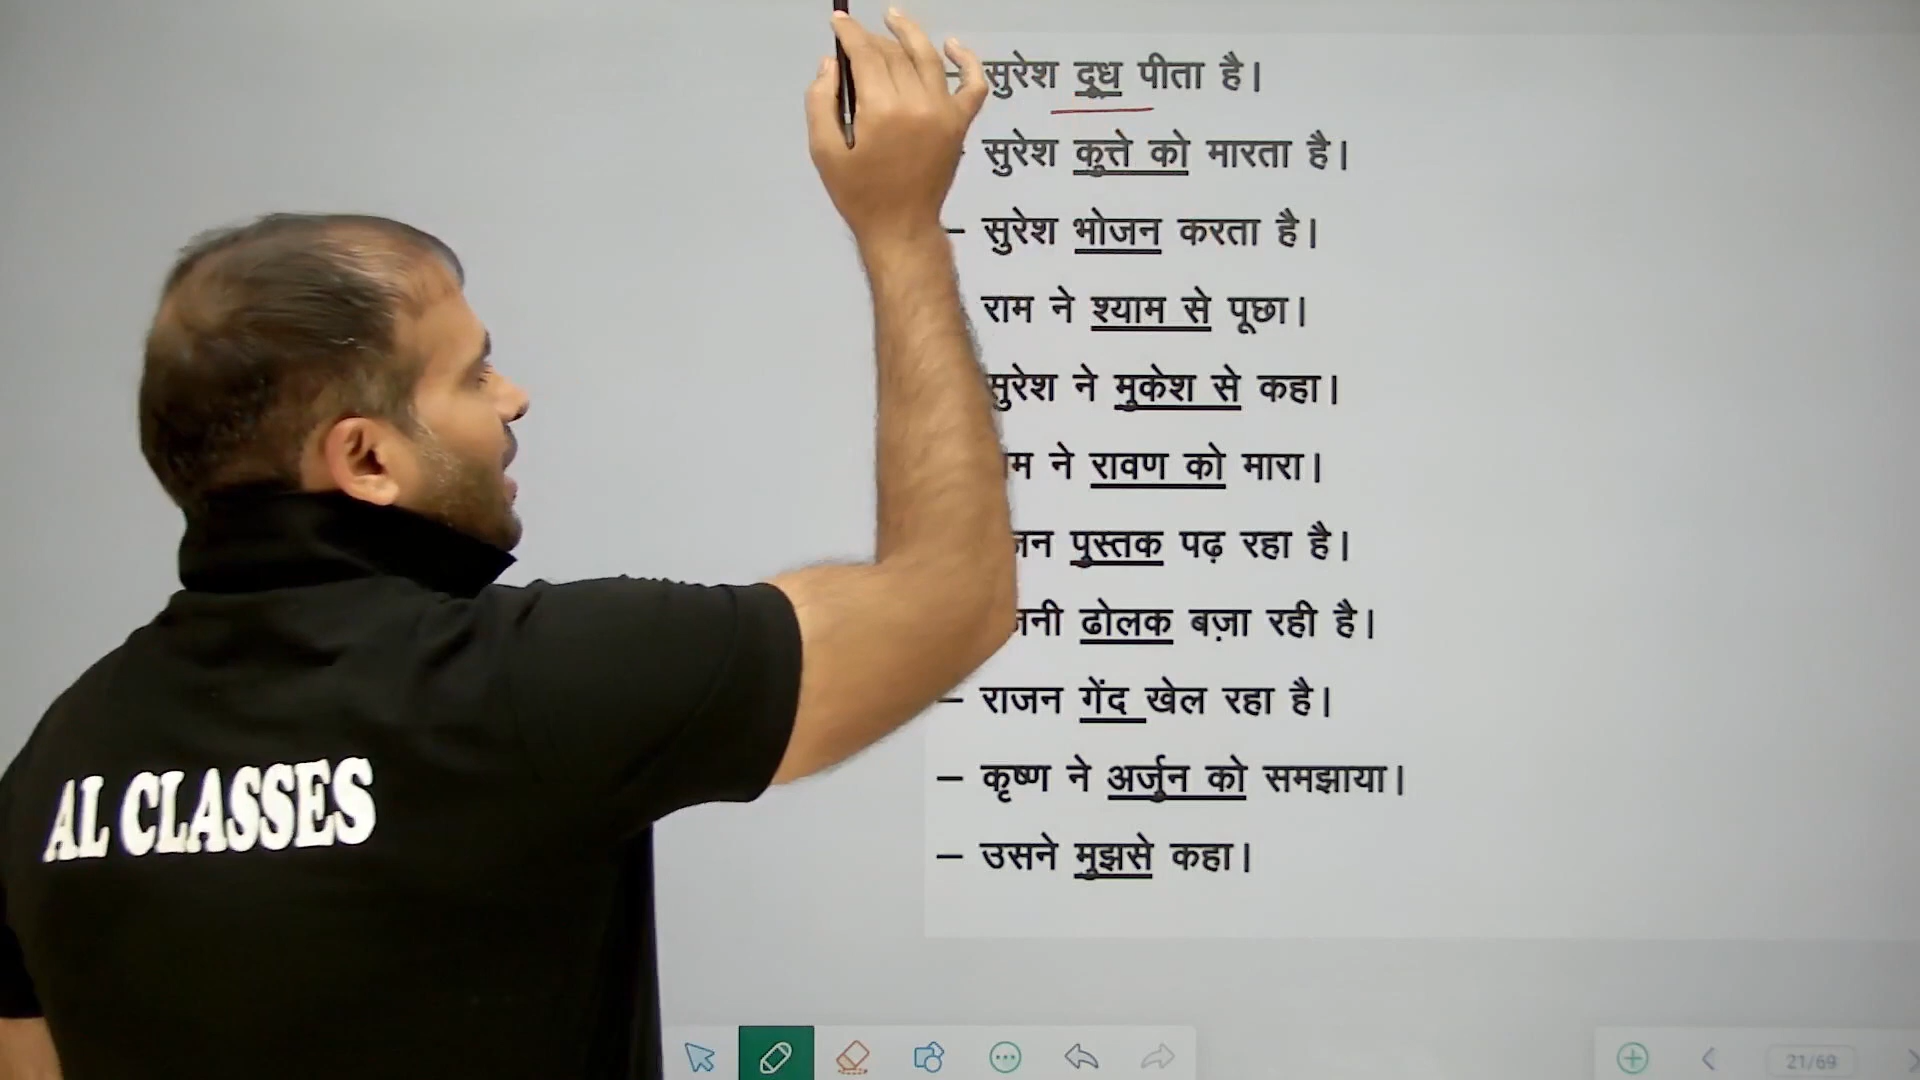 – सुरेश दूध पीता है।
सुरेश कुत्ते को मारता है।
– सुरेश भोजन करता है।
राम ने श्याम से पूछा।
सुरेश ने मुकेश से कहा।
ने रावण को मारा।
पुस्तक पढ़ रहा है।
ढोलक बज़ा रही है।
– राजन गेंद खेल रहा है।
– कृष्ण ने अर्जुन को समझाया।
– उसने मुझसे कहा।
AL CLASSES
21/69